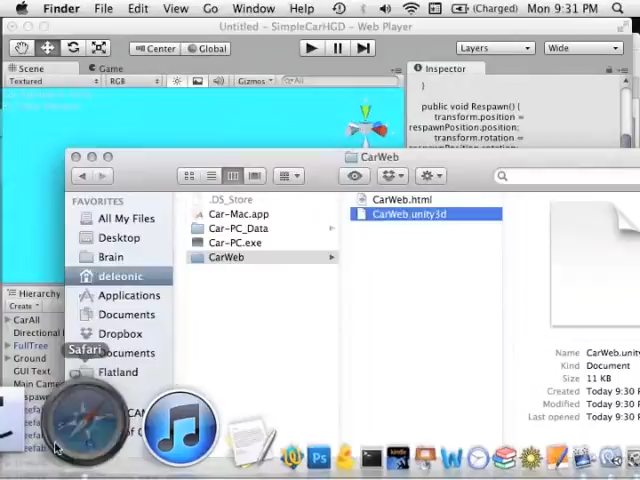 Finder File Edit View Go Window Help (Charged) Mon 9:31 PM
Untitled - SimpleCarHGD - Web Player
Center Global Layers Wide
Scene Game Inspector
Textured RGB Gizmos All
}
public void Respawn() {
transform.position =
respawnPosition.position;
transform.rotation =
CarWeb
FAVORITES
All My Files
Desktop
Brain
deleonic
Applications
Documents
Dropbox
Documents
Flatland
.DS_Store
Car-Mac.app
Car-PC_Data
Car-PC.exe
CarWeb
CarWeb.html
CarWeb.unity3d
Name CarWeb.unity
Kind Document
Size 11 KB
Created Today 9:30
Modified Today 9:30
Last opened Today 9:30
Hierarchy
Create
CarAll
Directional
FullTree
Ground
GUI Text
Main Came
Safari